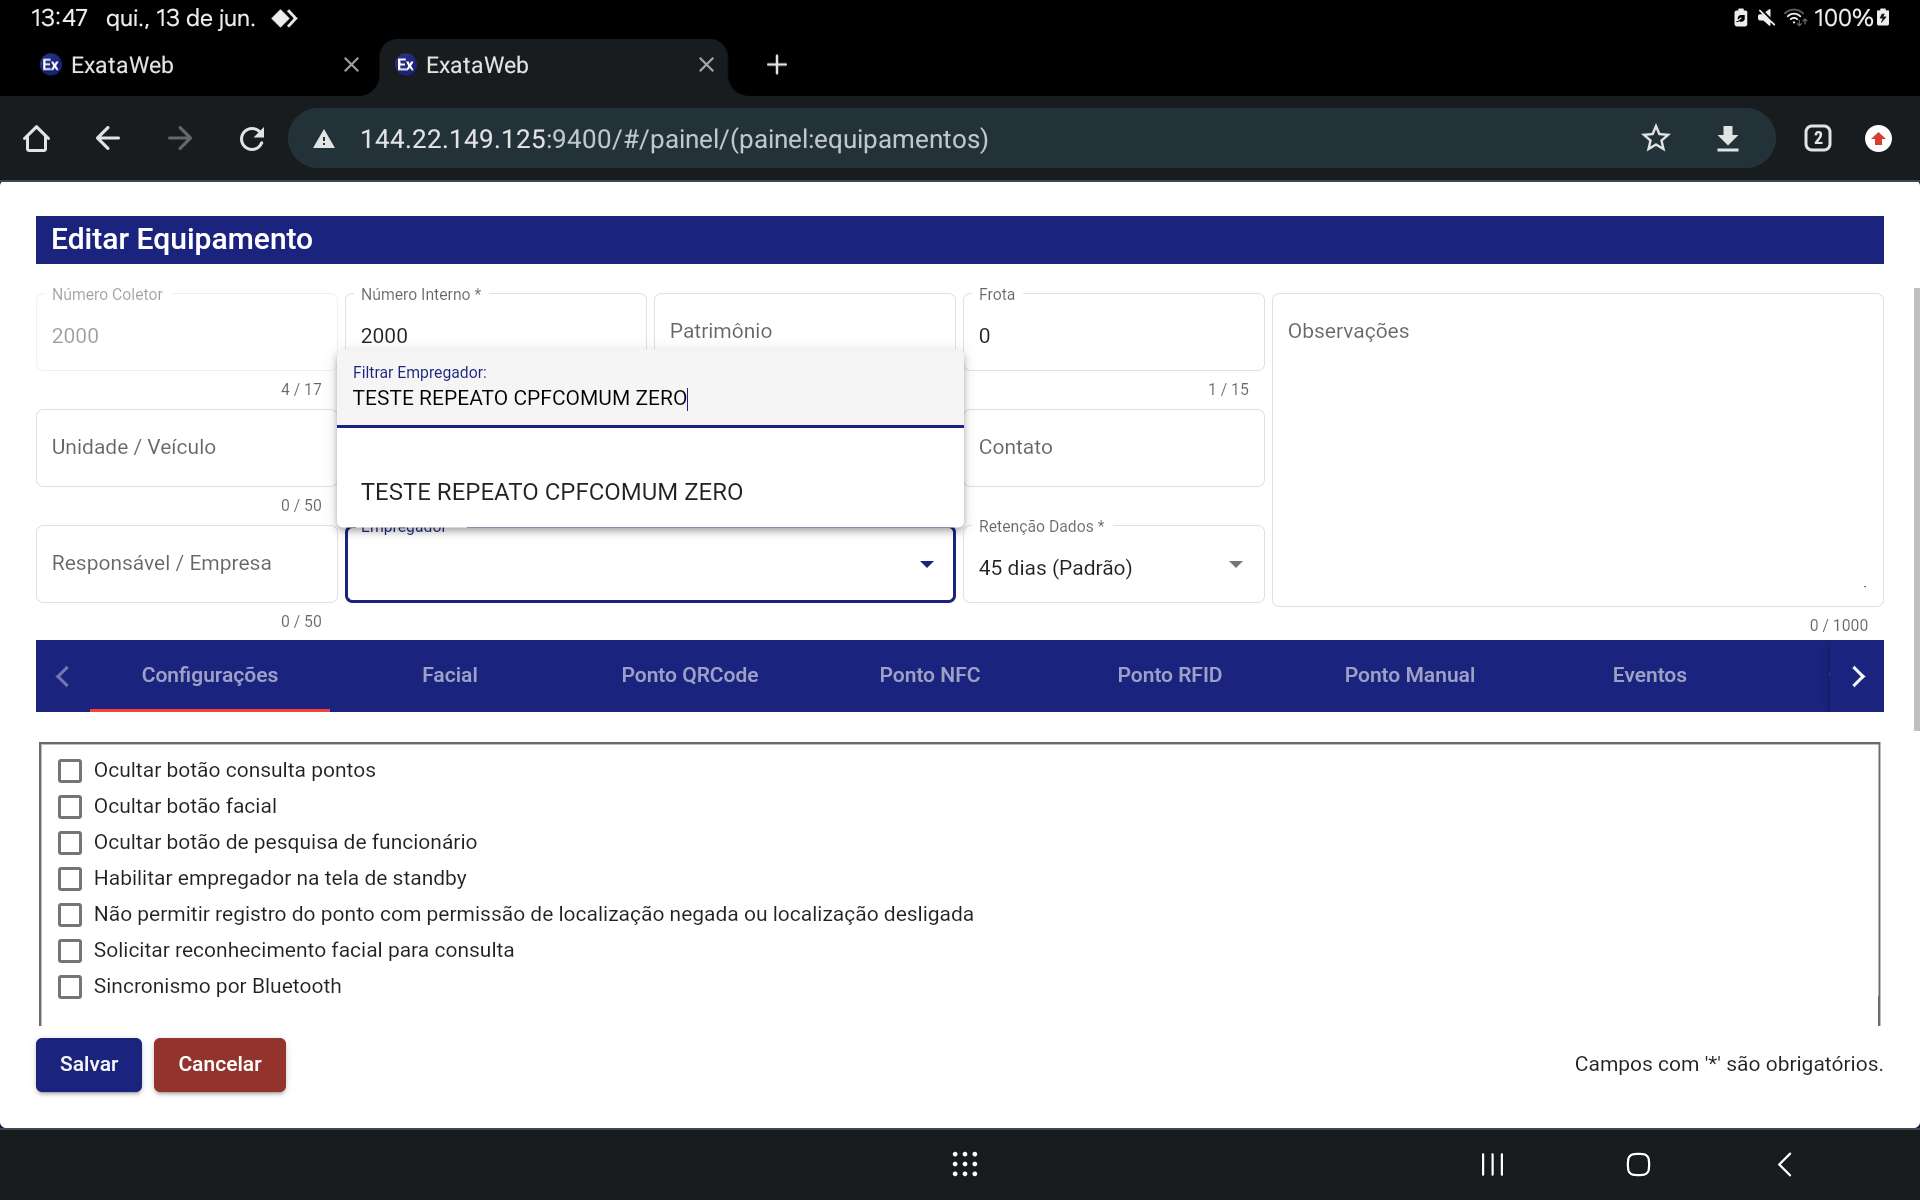 13:47 qui., 13 de jun. 100%
Ex ExataWeb Ex ExataWeb
144.22.149.125:9400/#/painel/(painel:equipamentos) 2
Editar Equipamento
Número Coletor
2000
4 / 17
Número Interno *
2000
Patrimônio
Frota
0
1 / 15
Observações
Filtrar Empregador:
TESTE REPEATO CPFCOMUM ZERO
TESTE REPEATO CPFCOMUM ZERO
Unidade / Veículo
0 / 50
Contato
Responsável / Empresa
0 / 50
Empregador
Retenção Dados *
45 dias (Padrão)
0 / 1000
Configurações Facial Ponto QRCode Ponto NFC Ponto RFID Ponto Manual Eventos
Ocultar botão consulta pontos
Ocultar botão facial
Ocultar botão de pesquisa de funcionário
Habilitar empregador na tela de standby
Não permitir registro do ponto com permissão de localização negada ou localização desligada
Solicitar reconhecimento facial para consulta
Sincronismo por Bluetooth
Salvar Cancelar Campos com '*' são obrigatórios.